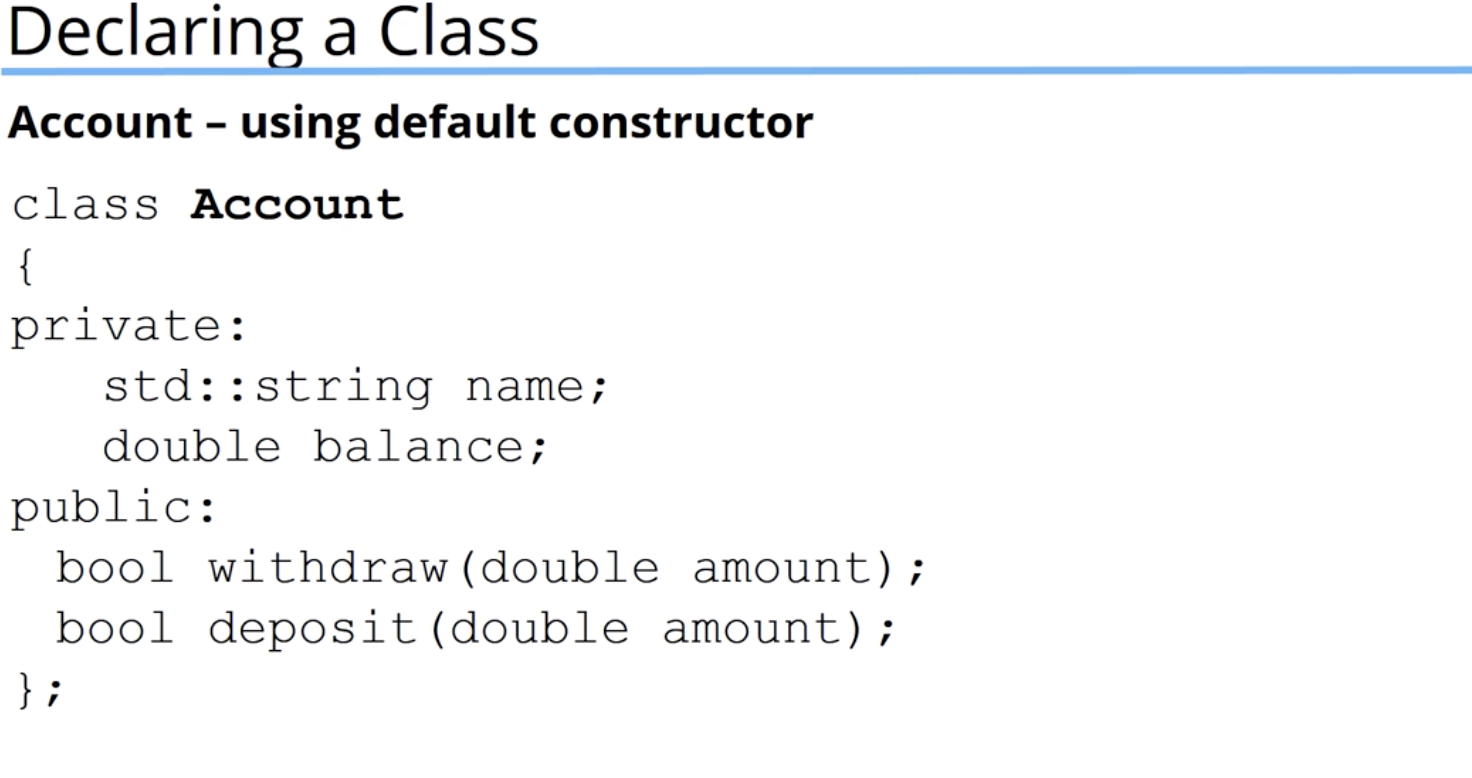 Declaring a Class
Account – using default constructor
class Account
{
private:
   std::string name;
   double balance;
public:
  bool withdraw(double amount);
  bool deposit(double amount);
};